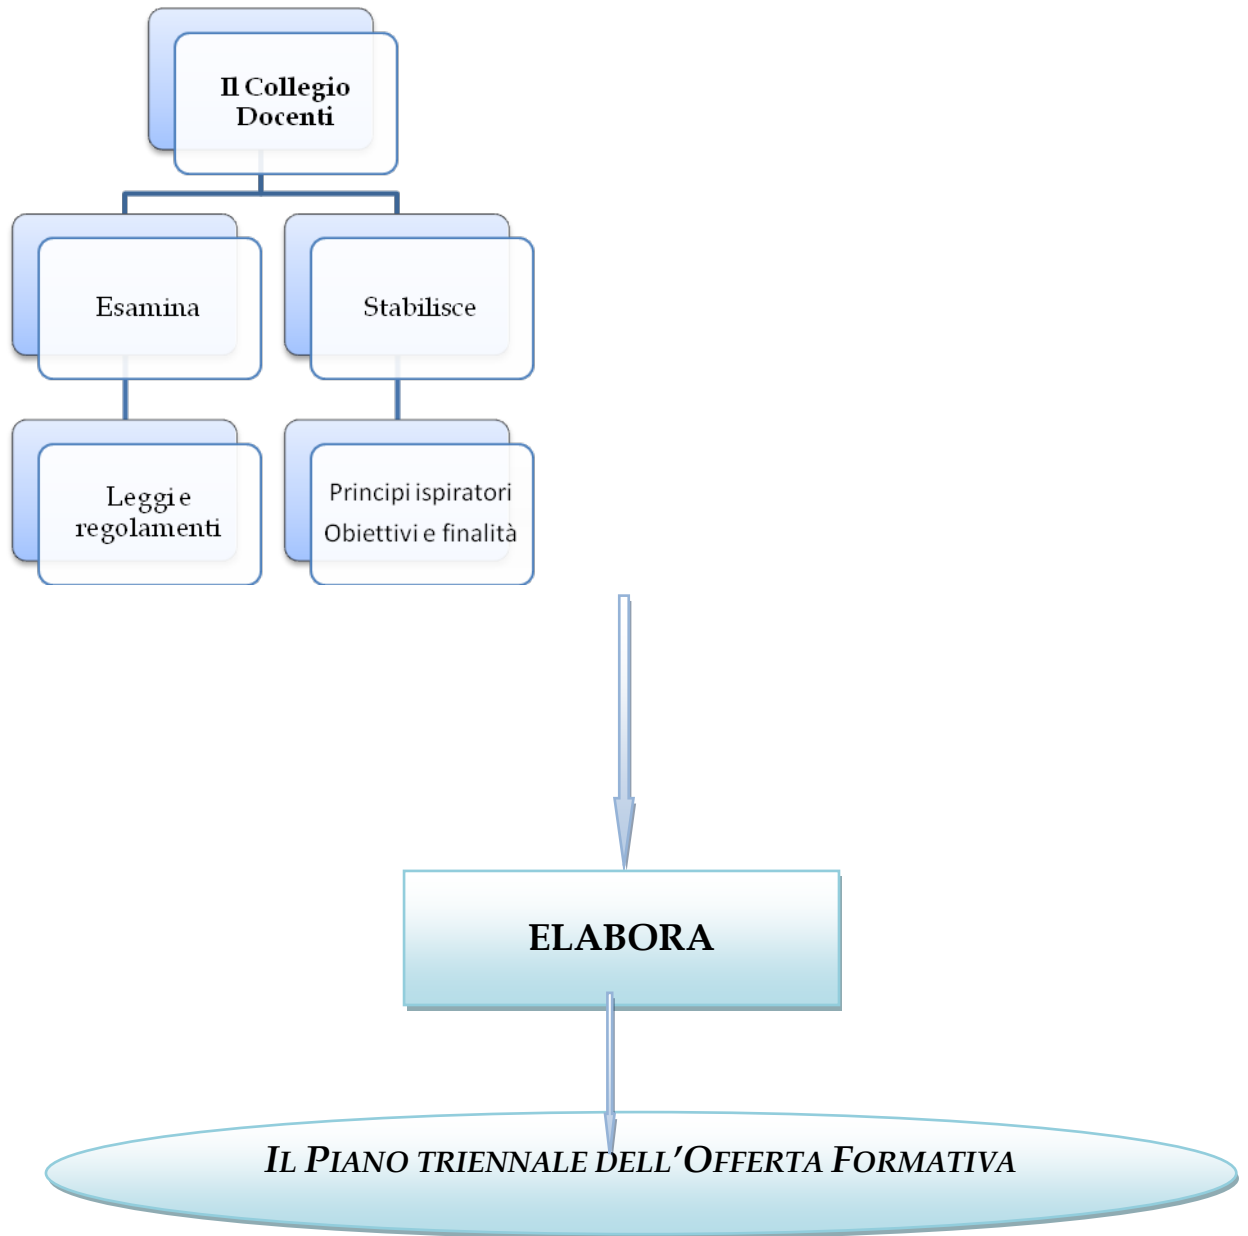 Il Collegio
Docenti
Esamina
Stabilisce
Leggi e
regolamenti
Principi ispiratori
Obiettivi e finalità
ELABORA
IL PIANO TRIENNALE DELL’OFFERTA FORMATIVA